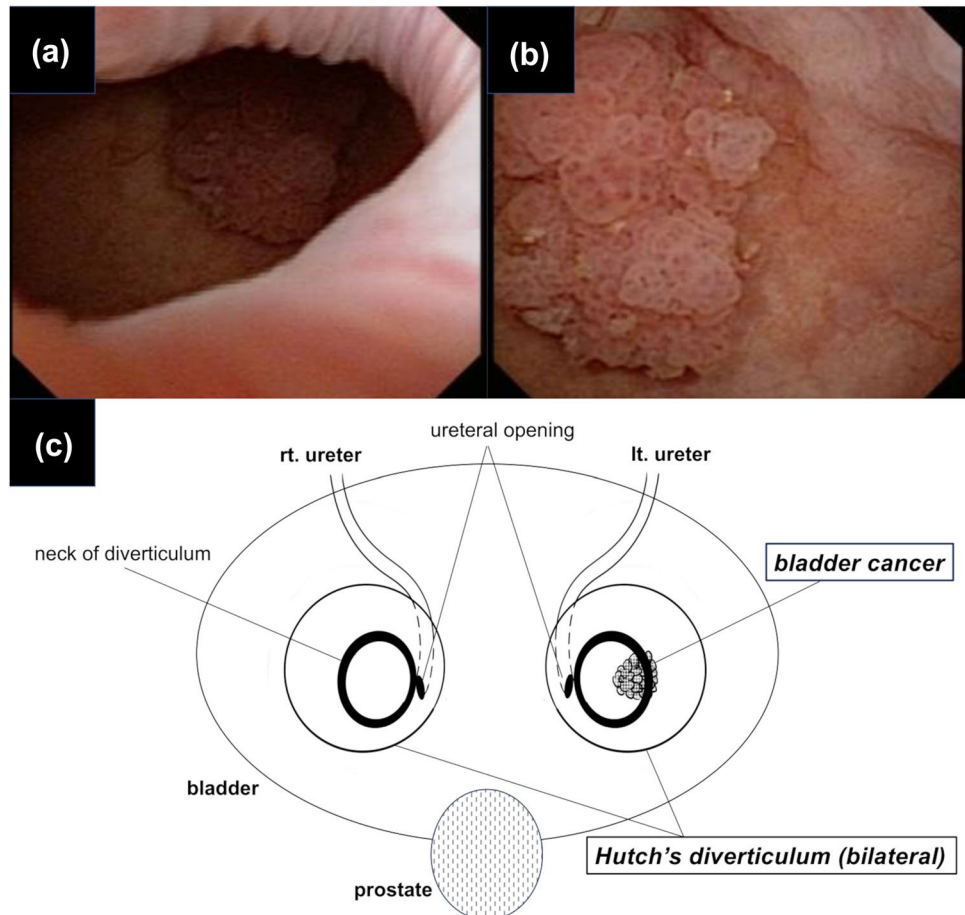 (a)
(b)
(c)
ureteral opening
rt. ureter
lt. ureter
neck of diverticulum
bladder cancer
bladder
Hutch's diverticulum (bilateral)
prostate